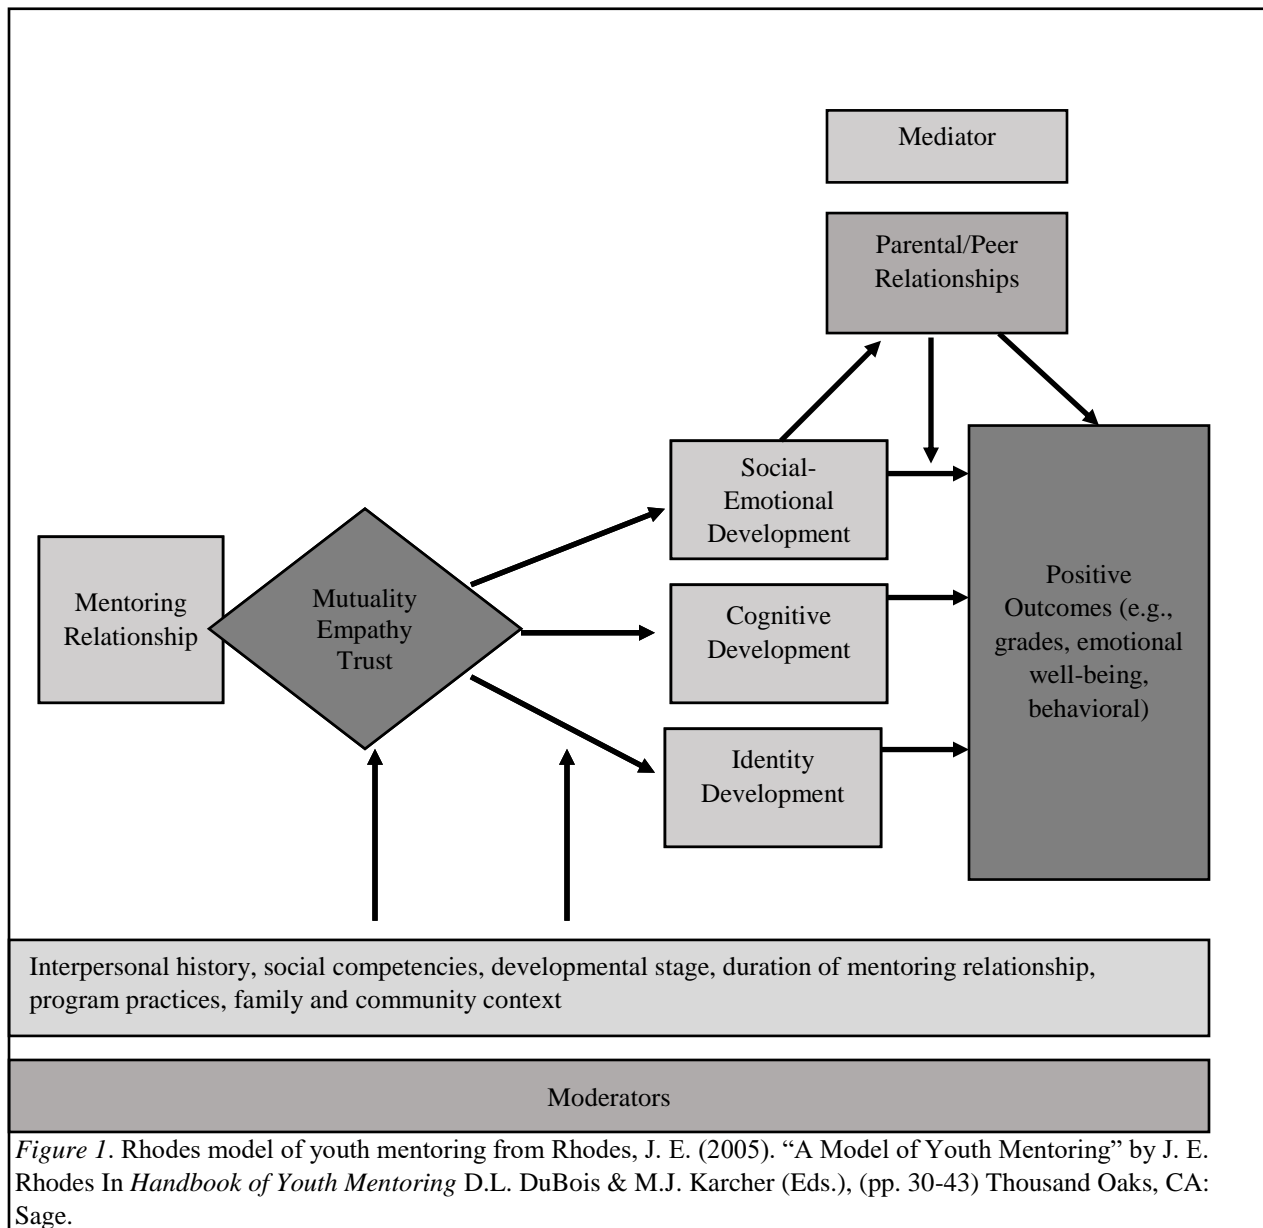 Mediator
Parental/Peer
Relationships
Social-
Emotional
Development
Mentoring
Relationship
Mutuality
Empathy
Trust
Cognitive
Development
Identity
Development
Positive
Outcomes (e.g.,
grades, emotional
well-being,
behavioral)
Interpersonal history, social competencies, developmental stage, duration of mentoring relationship,
program practices, family and community context
Moderators
Figure 1. Rhodes model of youth mentoring from Rhodes, J. E. (2005). “A Model of Youth Mentoring” by J. E.
Rhodes In Handbook of Youth Mentoring D.L. DuBois & M.J. Karcher (Eds.), (pp. 30-43) Thousand Oaks, CA:
Sage.